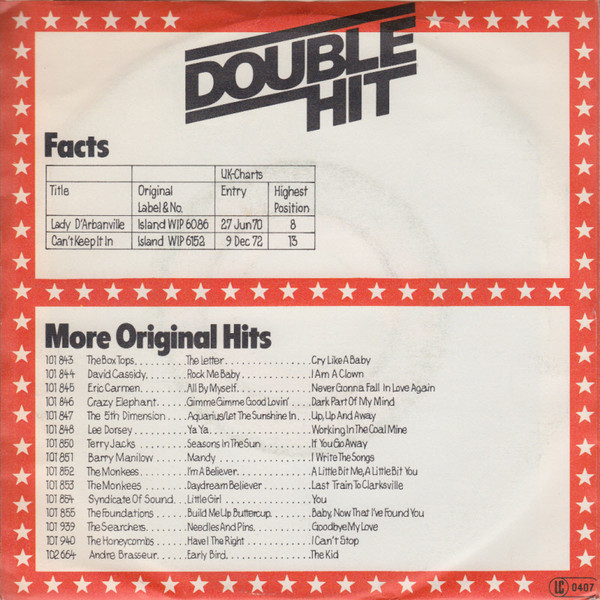 DOUBLE
HIT
Facts
UK-Charts
Title Original Entry Highest
Label & No. Position
Lady D'Arbanville Island WIP 6086 27 Jun 70 8
Can't Keep It In Island WIP 6152 9 Dec 72 13
More Original Hits
101 843 The Box Tops........The Letter....................Cry Like A Baby
101 844 David Cassidy.......Rock Me Baby................I Am A Clown
101 845 Eric Carmen.........All By Myself.................Never Gonna Fall In Love Again
101 846 Crazy Elephant....Gimme Gimme Good Lovin'....Dark Part Of My Mind
101 847 The 5th Dimension...Aquarius/Let The Sunshine In...Up, Up And Away
101 848 Lee Dorsey..........Ya Ya.......................Working In The Coal Mine
101 850 Terry Jacks.........Seasons In The Sun..........If You Go Away
101 851 Barry Manilow.....Mandy.......................I Write The Songs
101 852 The Monkees.......I'm A Believer...............A Little Bit Me, A Little Bit You
101 853 The Monkees.......Daydream Believer.........Last Train To Clarksville
101 854 Syndicate Of Sound...Little Girl...................You
101 855 The Foundations....Build Me Up Buttercup......Baby, Now That I've Found You
101 939 The Searchers......Needles And Pins............Goodbye My Love
101 940 The Honeycombs...Have I The Right.............I Can't Stop
102 664 Andre Brasseur.....Early Bird....................The Kid
LC 0407